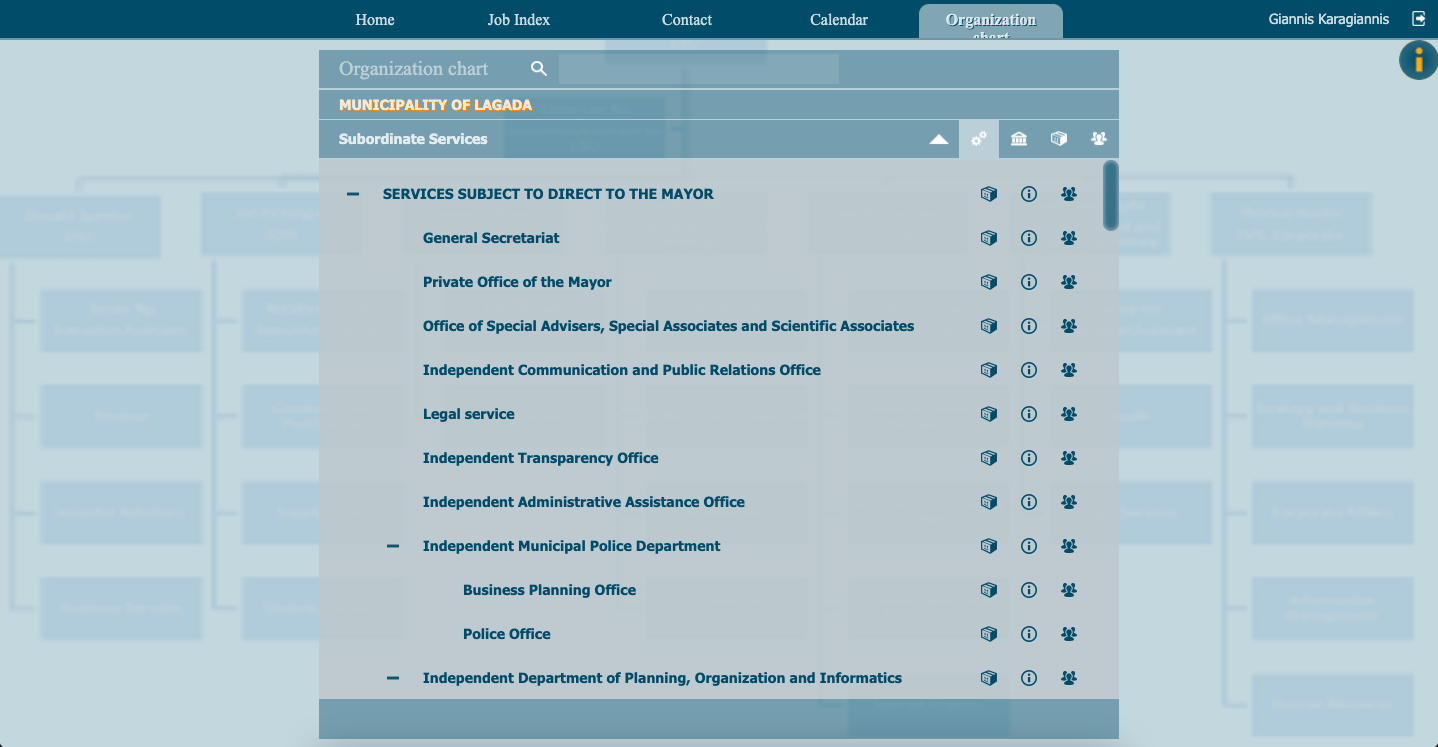 Home
Job Index
Contact
Calendar
Organization
chart
Giannis Karagiannis
Organization chart
MUNICIPALITY OF LAGADA
Subordinate Services
SERVICES SUBJECT TO DIRECT TO THE MAYOR
General Secretariat
Private Office of the Mayor
Office of Special Advisers, Special Associates and Scientific Associates
Independent Communication and Public Relations Office
Legal service
Independent Transparency Office
Independent Administrative Assistance Office
Independent Municipal Police Department
Business Planning Office
Police Office
Independent Department of Planning, Organization and Informatics